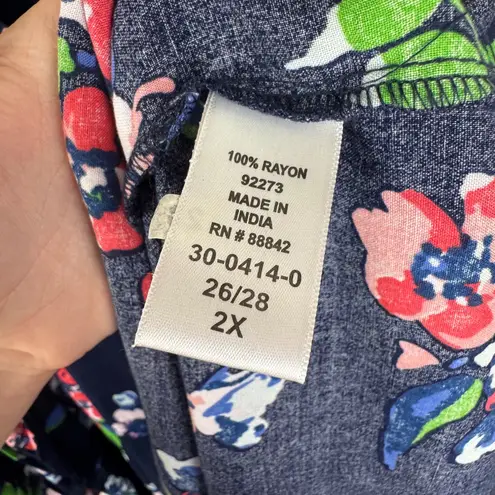 100% RAYON
92273
MADE IN
INDIA
RN # 88842
30-0414-0
26/28
2X